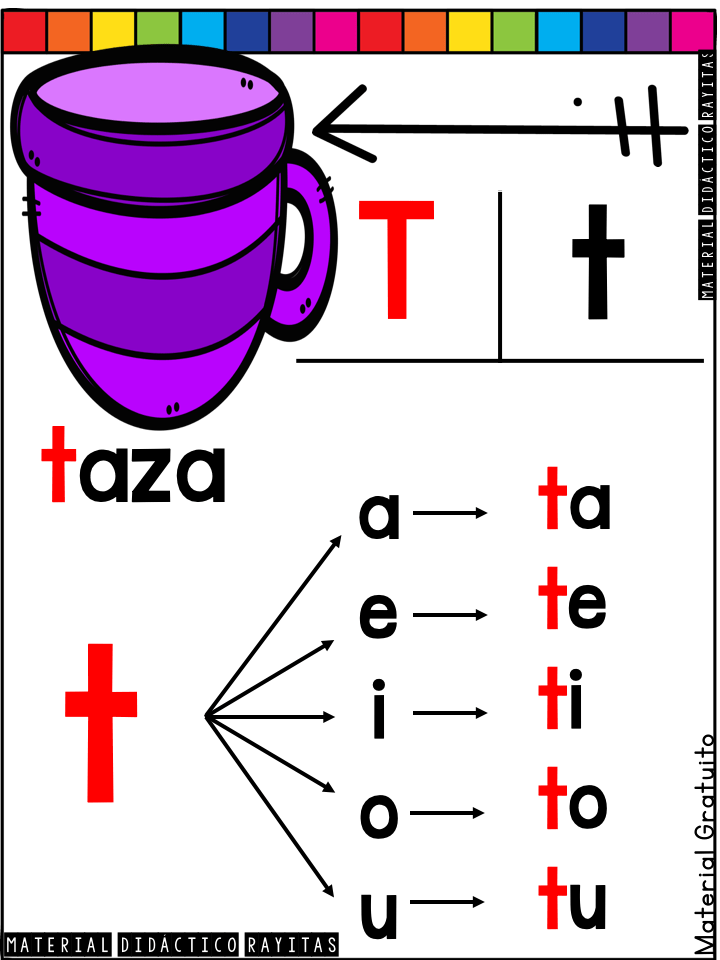 T t
taza
a ta
e te
t i ti
o to
u tu
MATERIAL DIDÁCTICO RAYITAS
MATERIAL DIDÁCTICO RAYITAS
Material Gratuito